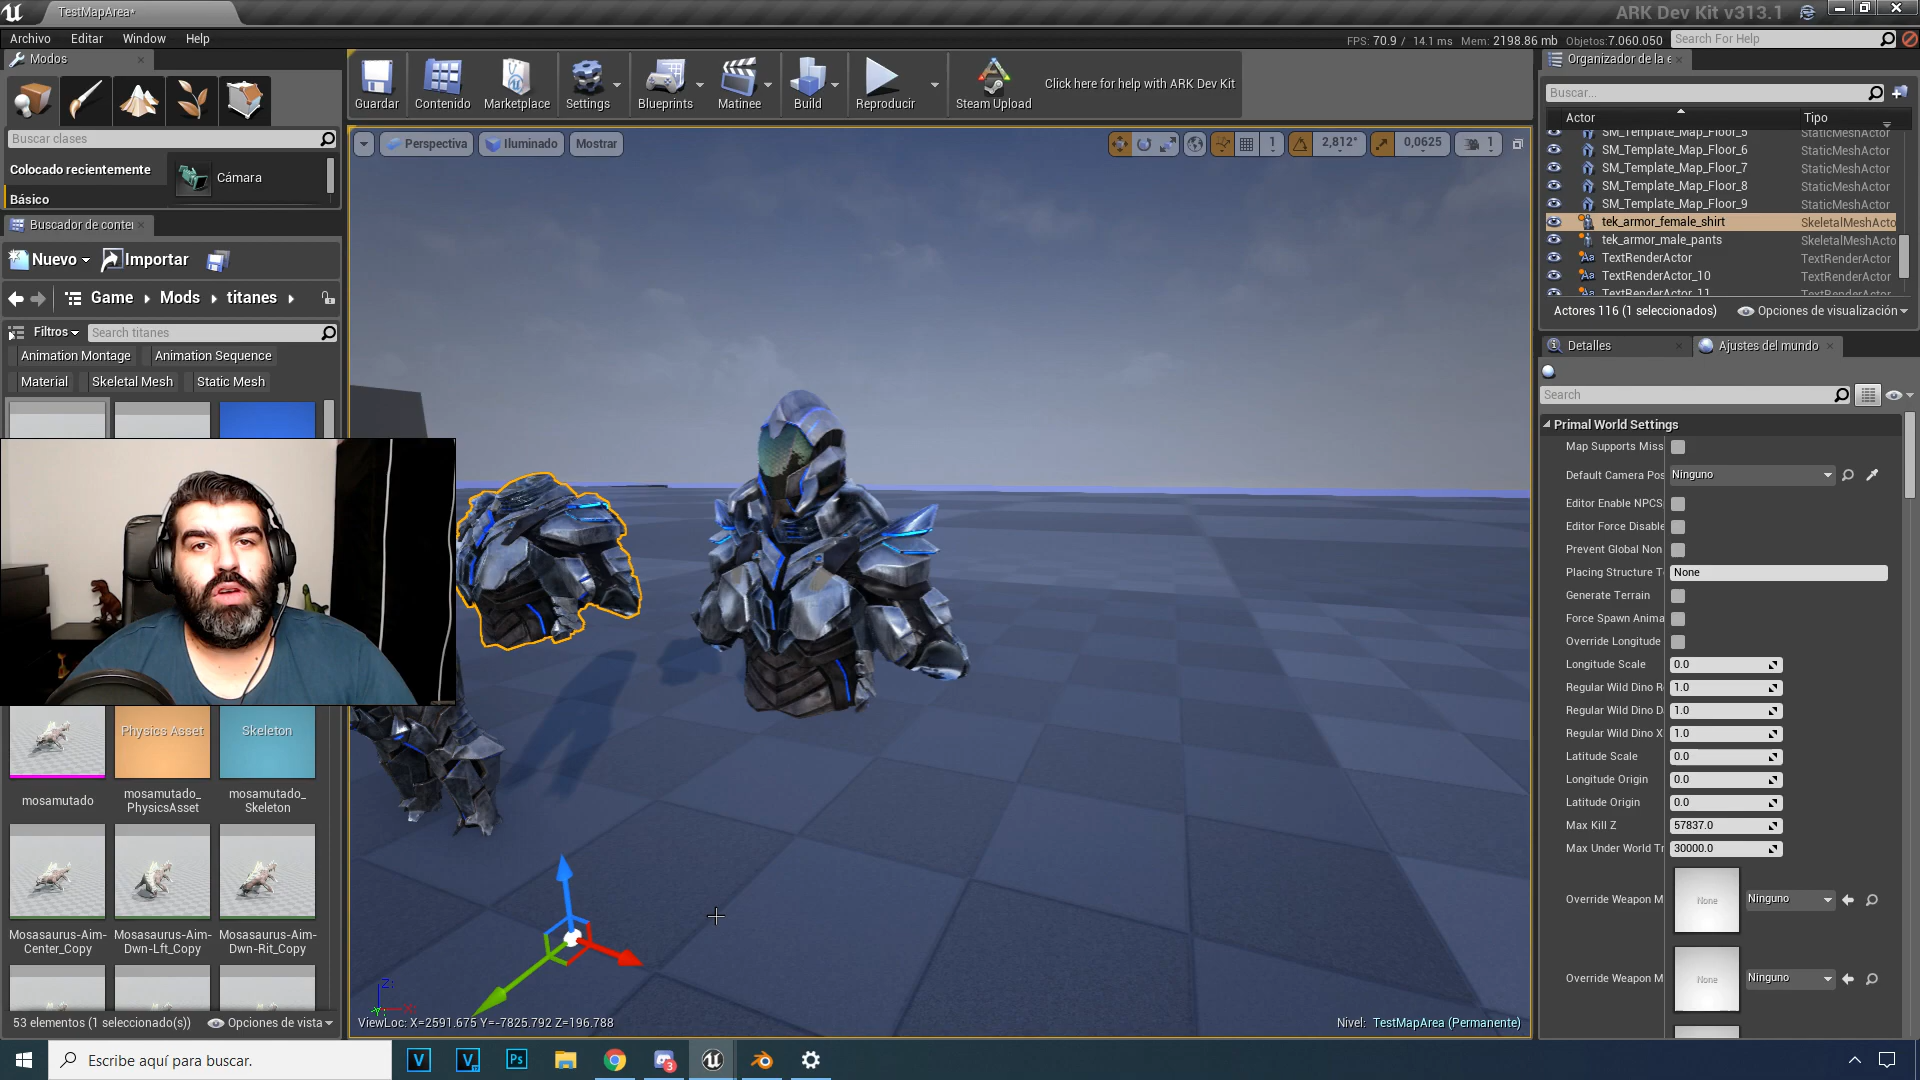 TestMapArea*
ARK Dev Kit v313.1
Archivo Editar Window Help
FPS: 70.9 / 14.1 ms Mem: 2198.86 mb Objetos:7.060.050
Search For Help
Modos
Buscar clases
Colocado recientemente
Básico
Cámara
Guardar
Contenido
Marketplace
Settings
Blueprints
Matinee
Build
Reproducir
Steam Upload
Click here for help with ARK Dev Kit
Buscador de conter
Nuevo
Importar
Game Mods titanes
Filtros
Search titanes
Animation Montage
Animation Sequence
Material
Skeletal Mesh
Static Mesh
Physics Asset
Skeleton
mosamutado
mosamutado_
PhysicsAsset
mosamutado_
Skeleton
Mosasaurus-Aim-
Center_Copy
Mosasaurus-Aim-
Dwn-Lft_Copy
Mosasaurus-Aim-
Dwn-Rit_Copy
53 elementos (1 seleccionado(s))
Opciones de vista
Perspectiva
Iluminado
Mostrar
1
2,812°
0,0625
1
Z:
X
ViewLoc: X=2591.675 Y=-7825.792 Z=196.788
Nivel: TestMapArea (Permanente)
Organizador de la e
Buscar...
Actor Tipo
SM_Template_Map_Floor_5 StaticMeshActor
SM_Template_Map_Floor_6 StaticMeshActor
SM_Template_Map_Floor_7 StaticMeshActor
SM_Template_Map_Floor_8 StaticMeshActor
SM_Template_Map_Floor_9 StaticMeshActor
tek_armor_female_shirt SkeletalMeshActo
tek_armor_male_pants SkeletalMeshActo
TextRenderActor TextRenderActor
TextRenderActor_10 TextRenderActor
TextRenderActor_11 TextRenderActor
Actores 116 (1 seleccionados)
Opciones de visualización
Detalles
Ajustes del mundo
Search
Primal World Settings
Map Supports Miss
Default Camera Pos Ninguno
Editor Enable NPCS
Editor Force Disable
Prevent Global Non
Placing Structure T None
Generate Terrain
Force Spawn Anima
Override Longitude
Longitude Scale 0.0
Regular Wild Dino R 1.0
Regular Wild Dino D 1.0
Regular Wild Dino X 1.0
Latitude Scale 0.0
Longitude Origin 0.0
Latitude Origin 0.0
Max Kill Z 57837.0
Max Under World Tr 30000.0
Override Weapon M None Ninguno
Override Weapon M None Ninguno
Escribe aquí para buscar.
V
V
Ps
3